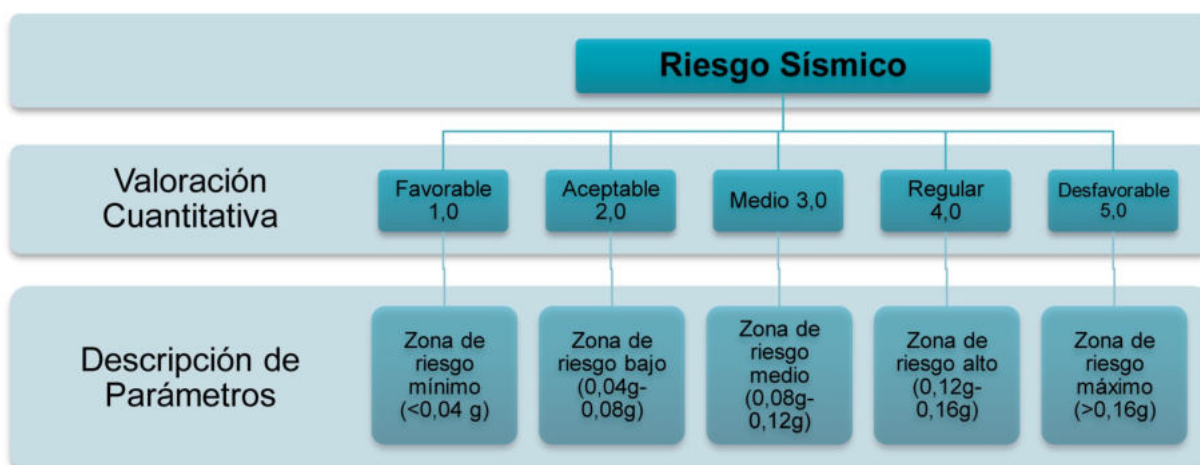 Riesgo Sísmico
Valoración
Cuantitativa
Favorable
1,0
Aceptable
2,0
Medio 3,0
Regular
4,0
Desfavorable
5,0
Descripción de
Parámetros
Zona de
riesgo
mínimo
(<0,04 g)
Zona de
riesgo bajo
(0,04g-
0,08g)
Zona de
riesgo
medio
(0,08g-
0,12g)
Zona de
riesgo alto
(0,12g-
0,16g)
Zona de
riesgo
máximo
(>0,16g)